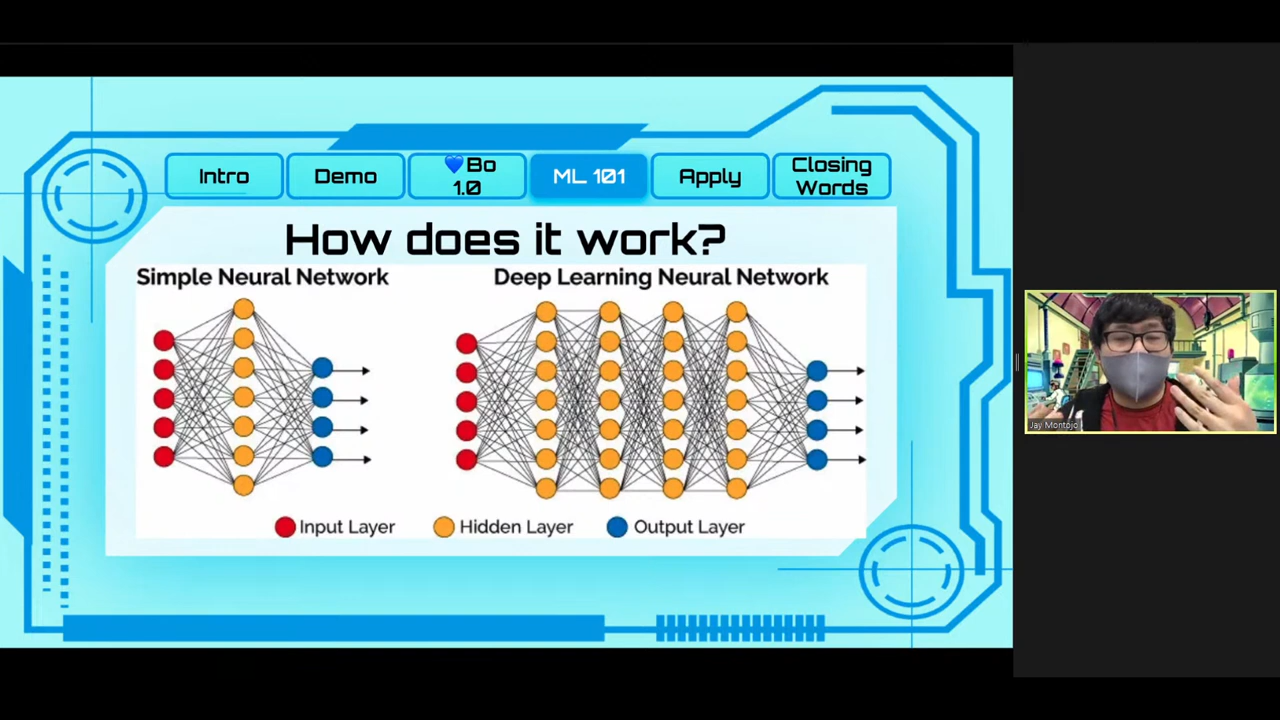 Intro
Demo
💙Bo
1.0
ML 101
Apply
Closing
Words
How does it work?
Simple Neural Network
Deep Learning Neural Network
Input Layer
Hidden Layer
Output Layer
Jay Montojo